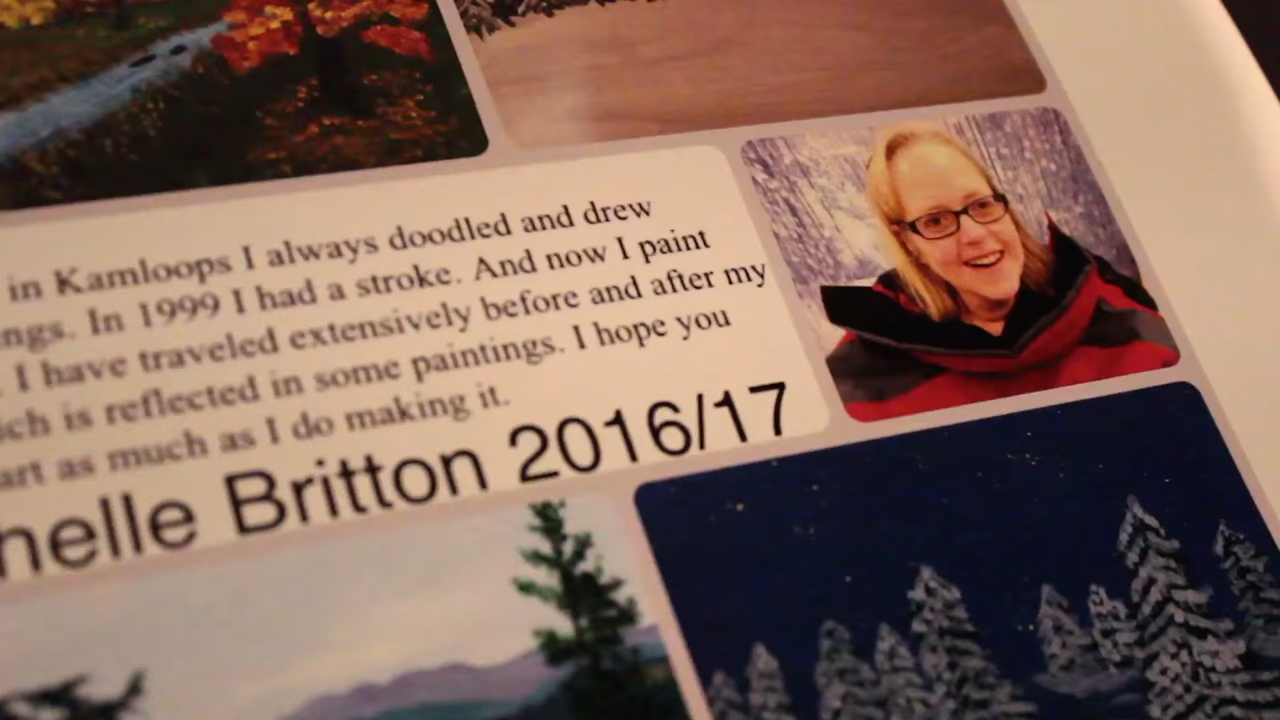 in Kamloops I always doodled and drew
ngs. In 1999 I had a stroke. And now I paint
. I have traveled extensively before and after my
ich is reflected in some paintings. I hope you
art as much as I do making it.
nelle Britton 2016/17